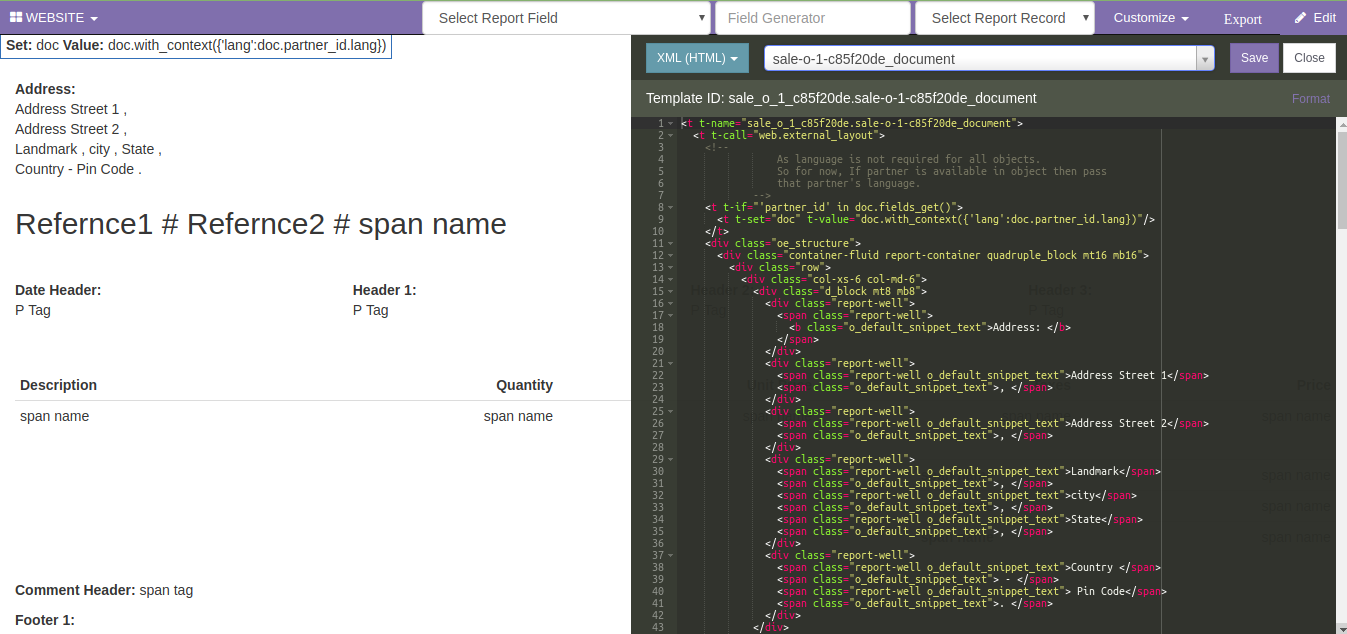 WEBSITE Select Report Field Field Generator Select Report Record Customize Export Edit
Set: doc Value: doc.with_context({'lang':doc.partner_id.lang})
Address:
Address Street 1 ,
Address Street 2 ,
Landmark , city , State ,
Country - Pin Code .
Refernce1 # Refernce2 # span name
Date Header: Header 1:
P Tag P Tag
Description Quantity
span name span name
Comment Header: span tag
Footer 1:
XML (HTML) sale-o-1-c85f20de_document Save Close
Template ID: sale_o_1_c85f20de.sale-o-1-c85f20de_document Format
1 <t t-name="sale_o_1_c85f20de.sale-o-1-c85f20de_document">
2 <t t-call="web.external_layout">
3 <!--
4 As language is not required for all objects.
5 So for now, If partner is available in object then pass
6 that partner's language.
7 -->
8 <t t-if="'partner_id' in doc.fields_get()">
9 <t t-set="doc" t-value="doc.with_context({'lang':doc.partner_id.lang})"/>
10 </t>
11 <div class="oe_structure">
12 <div class="container-fluid report-container quadruple_block mt16 mb16">
13 <div class="row">
14 <div class="col-xs-6 col-md-6">
15 <div class="d_block mt8 mb8">
16 <div class="report-well">
17 <span class="report-well">
18 <b class="o_default_snippet_text">Address: </b>
19 </span>
20 </div>
21 <div class="report-well">
22 <span class="report-well o_default_snippet_text">Address Street 1</span>
23 <span class="o_default_snippet_text">, </span>
24 </div>
25 <div class="report-well">
26 <span class="report-well o_default_snippet_text">Address Street 2</span>
27 <span class="o_default_snippet_text">, </span>
28 </div>
29 <div class="report-well">
30 <span class="report-well o_default_snippet_text">Landmark</span>
31 <span class="o_default_snippet_text">, </span>
32 <span class="report-well o_default_snippet_text">city</span>
33 <span class="o_default_snippet_text">, </span>
34 <span class="report-well o_default_snippet_text">State</span>
35 <span class="o_default_snippet_text">, </span>
36 </div>
37 <div class="report-well">
38 <span class="report-well o_default_snippet_text">Country </span>
39 <span class="o_default_snippet_text"> - </span>
40 <span class="report-well o_default_snippet_text"> Pin Code</span>
41 <span class="o_default_snippet_text">. </span>
42 </div>
43 </div>